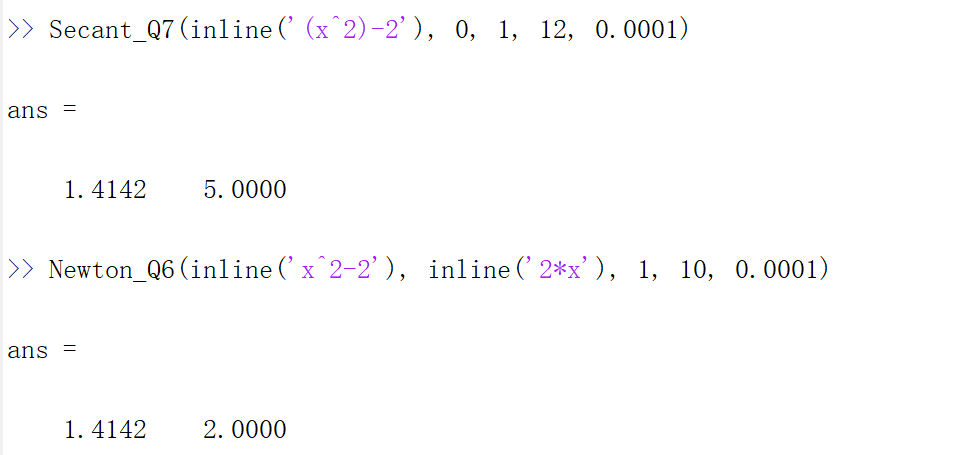 >> Secant_Q7(inline('(x^2)-2'), 0, 1, 12, 0.0001)
ans =
1.4142 5.0000
>> Newton_Q6(inline('x^2-2'), inline('2*x'), 1, 10, 0.0001)
ans =
1.4142 2.0000